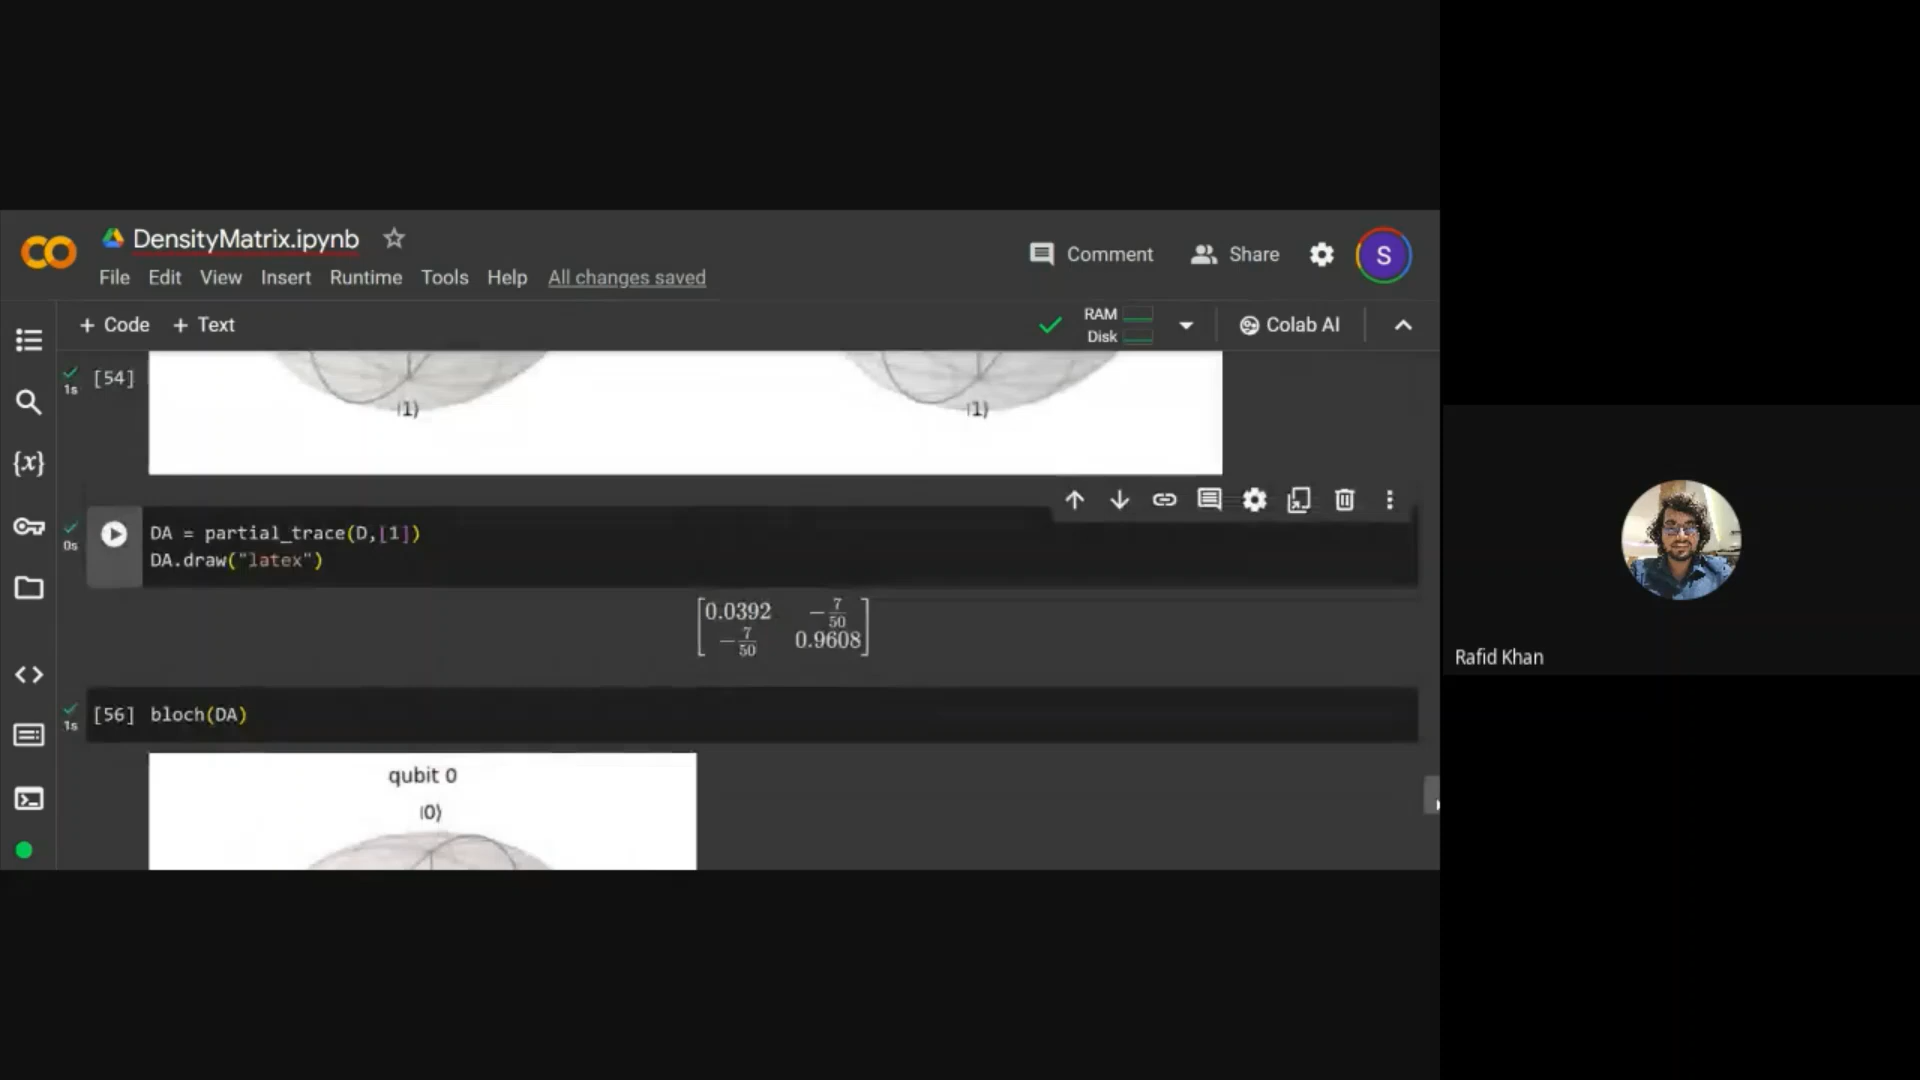 DensityMatrix.ipynb
File Edit View Insert Runtime Tools Help All changes saved
Comment Share S
+ Code + Text
RAM
Disk
Colab AI
1s [54]
|1⟩ |1⟩
0s
DA = partial_trace(D,[1])
DA.draw("latex")
0.0392 -7/50
-7/50 0.9608
1s [56] bloch(DA)
qubit 0
|0⟩
Rafid Khan